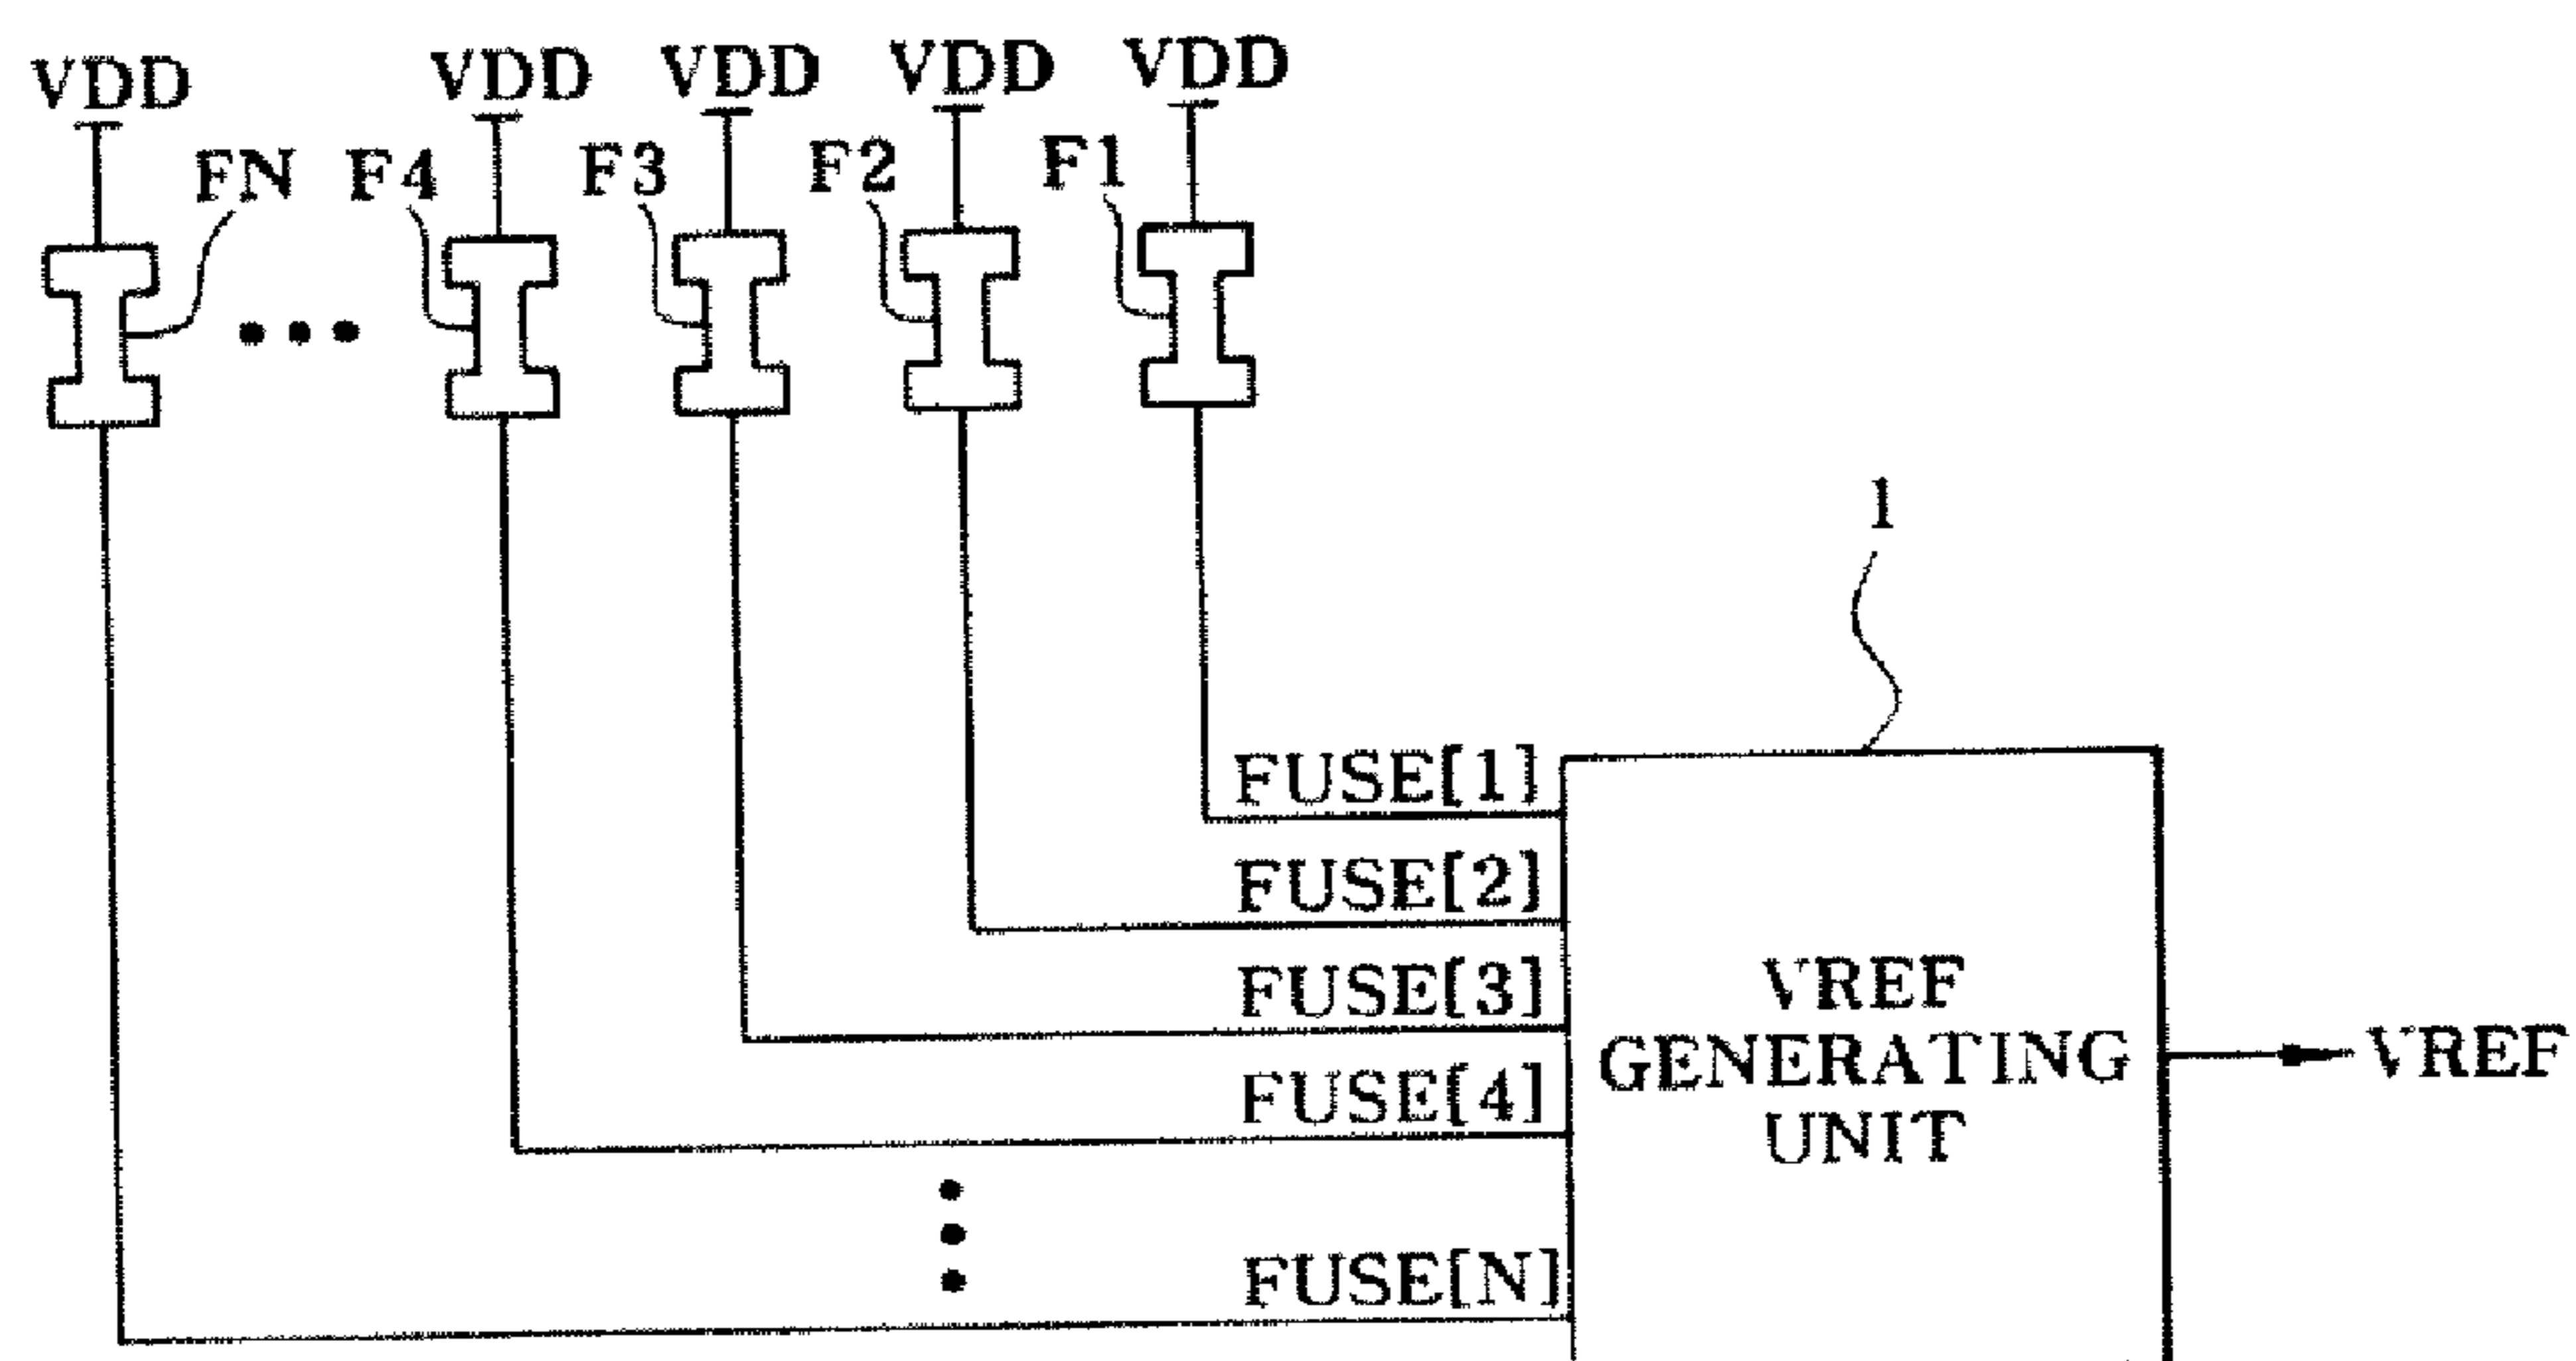 VDD VDD VDD VDD VDD
FN F4 F3 F2 F1
1
FUSE[1]
FUSE[2]
FUSE[3]
FUSE[4]
FUSE[N]
VREF
GENERATING
UNIT
VREF